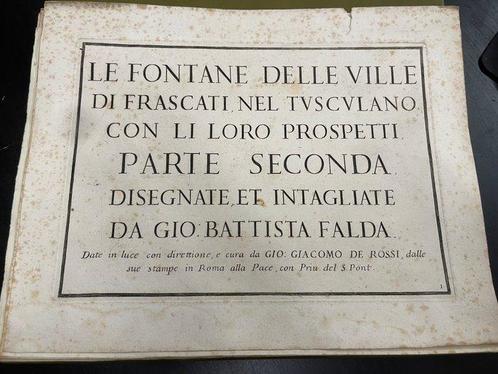 LE FONTANE DELLE VILLE
DI FRASCATI, NEL TVSCVLANO.
CON LI LORO PROSPETTI.
PARTE SECONDA.
DISEGNATE, ET INTAGLIATE
DA GIO. BATTISTA FALDA.
Date in luce con direttione, e cura da GIO. GIACOMO DE ROSSI, dalle
sue stampe in Roma alla Pace, con Priu. del S. Pont.
1